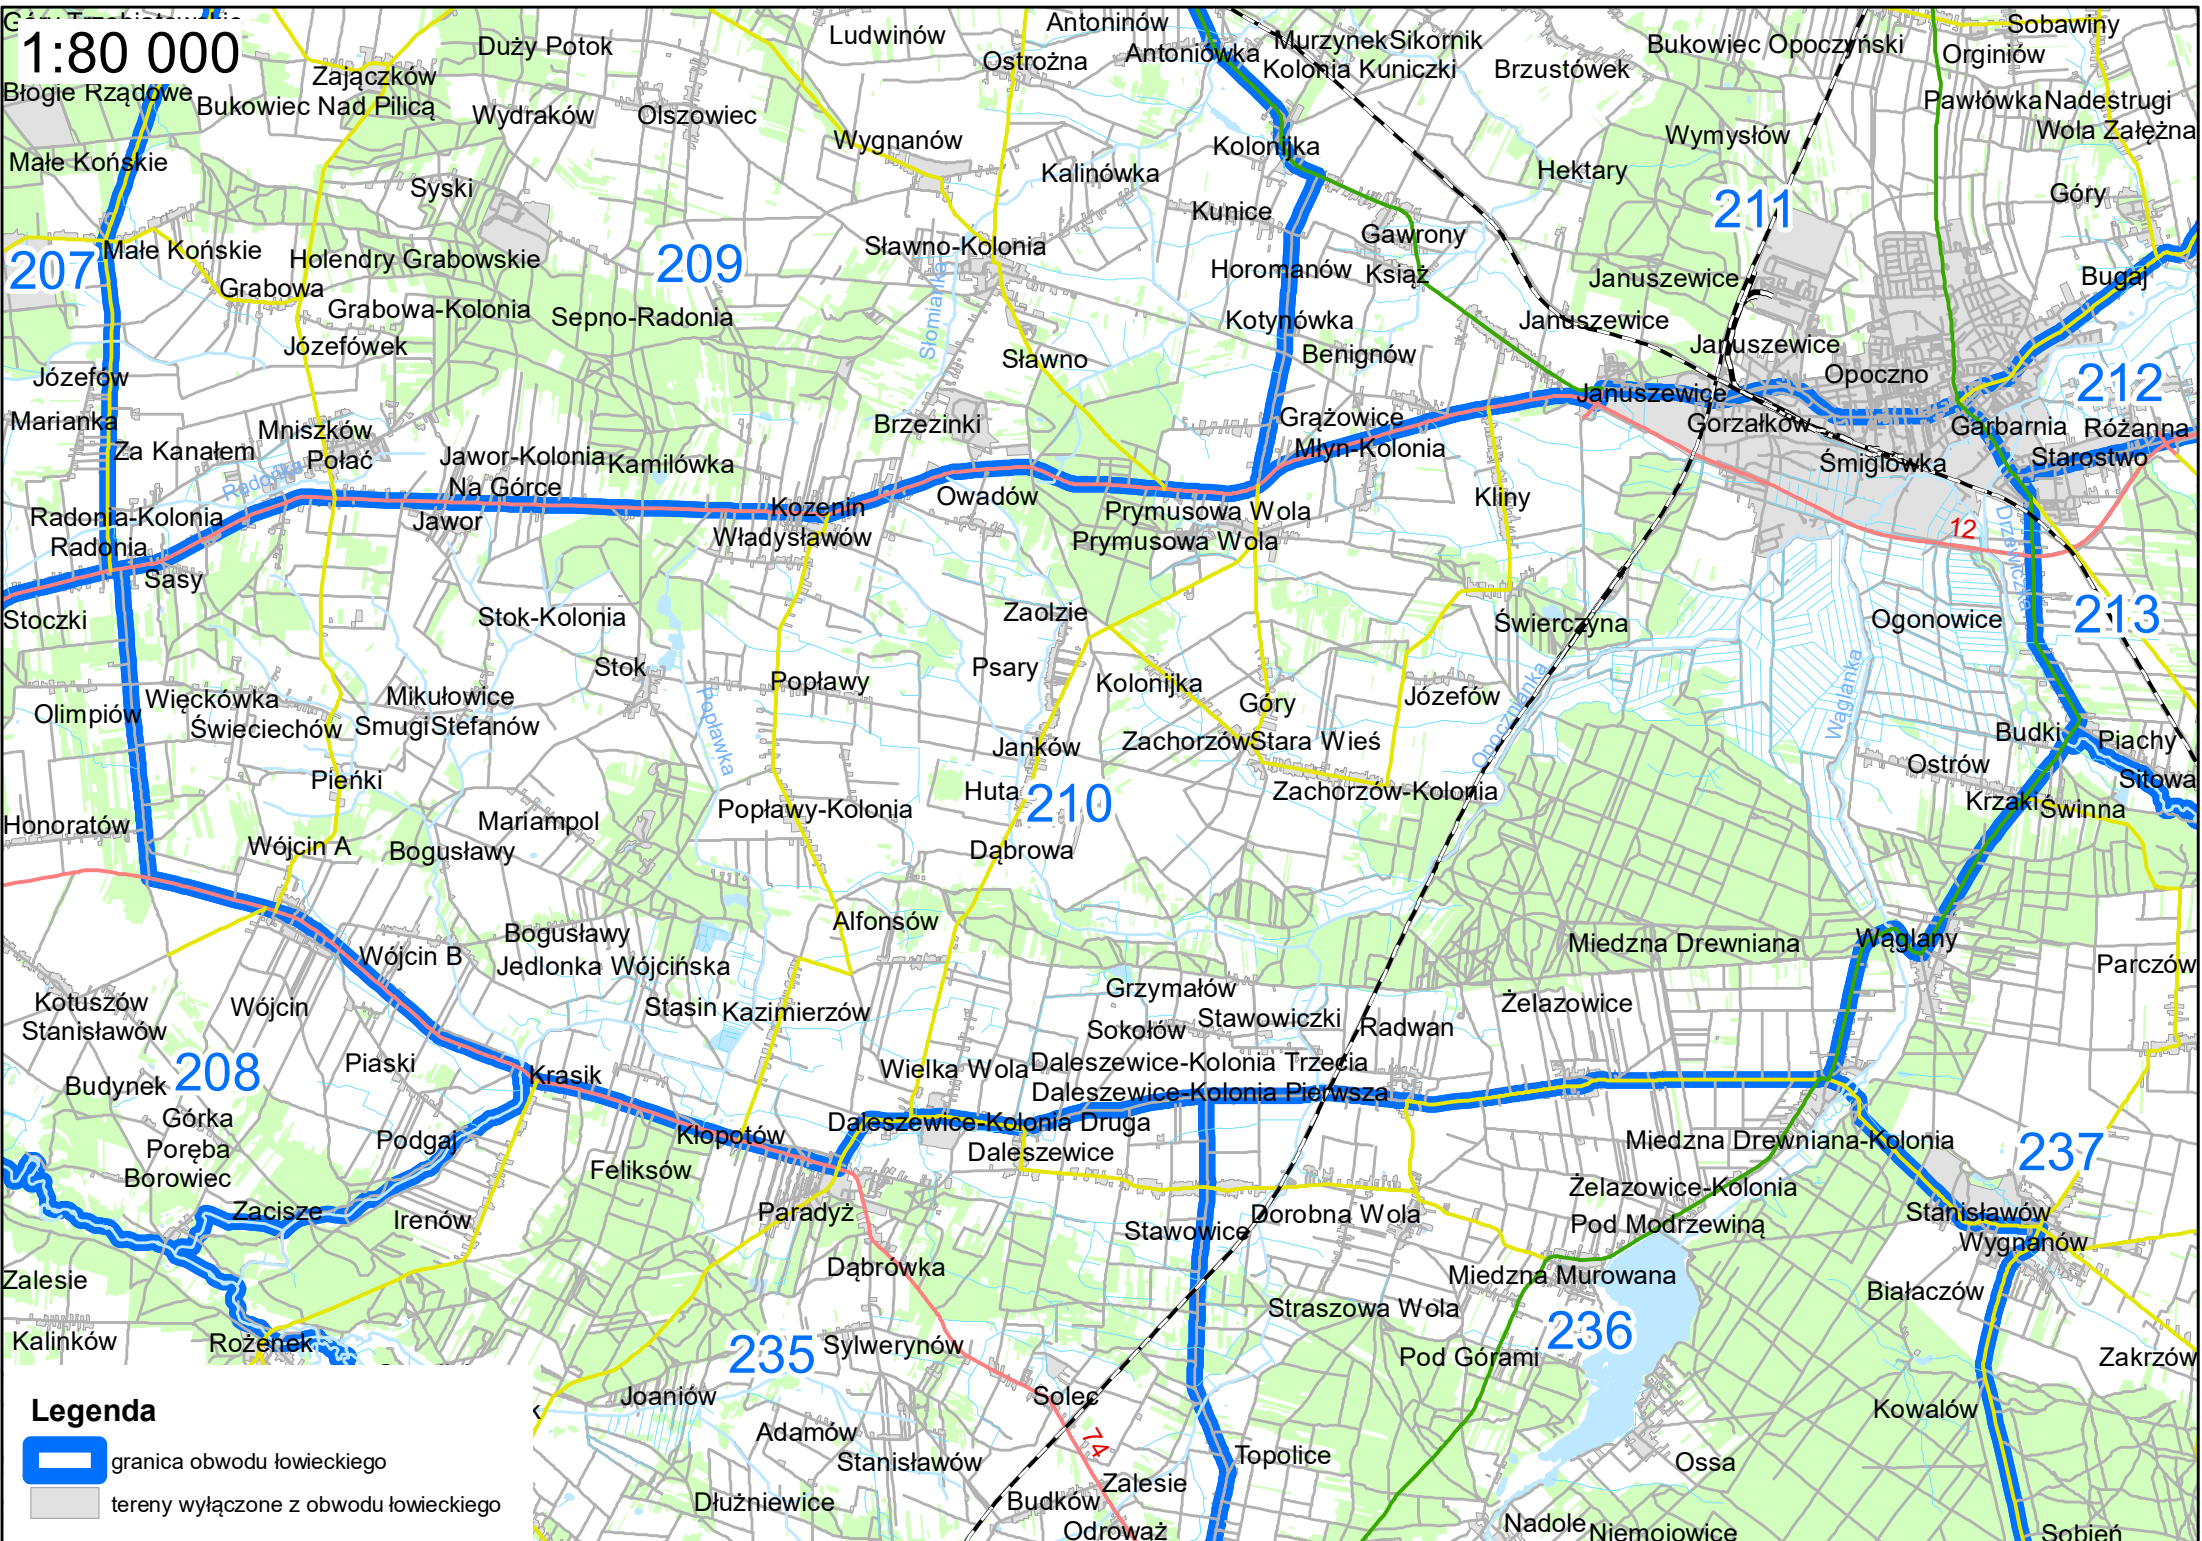 1:80 000
Błogie Rządowe
Zajączków
Bukowiec Nad Pilicą
Duży Potok
Wydraków
Olszowiec
Ludwinów
Antoninów
Ostrożna
Antoniówka
Murzynek
Sikornik
Kolonia Kuniczki
Brzustówek
Bukowiec Opoczyński
Sobawiny
Orginiów
Pawłówka
Nadestrugi
Wola Załężna
Wymysłów
Małe Końskie
Syski
Wygnanów
Kalinówka
Kolonijka
Hektary
Kunice
211
Góry
207
Małe Końskie
Holendry Grabowskie
209
Sławno-Kolonia
Gawrony
Horomanów
Książ
Januszewice
Bugaj
Grabowa
Grabowa-Kolonia
Sepno-Radonia
Słomianka
Kotynówka
Januszewice
Józefówek
Sławno
Benignów
Januszewice
Józefów
Opoczno
212
Marianka
Mniszków
Brzezinki
Januszewice
Grążowice
Gorzałków
Garbarnia
Różanna
Za Kanałem
Połać
Jawor-Kolonia
Kamilówka
Młyn-Kolonia
Śmiglówka
Starostwo
Radońka
Na Górce
Owadów
Kliny
Radonia-Kolonia
Jawor
Kozenin
Prymusowa Wola
12
Radonia
Władysławów
Prymusowa Wola
Drzewiczka
Sasy
Stoczki
Stok-Kolonia
Zaolzie
Świerczyna
Ogonowice
213
Stok
Popławy
Psary
Kolonijka
Góry
Józefów
Więckówka
Mikułowice
Olimpiów
Świeciechów
Smugi
Stefanów
Popławka
Janków
Zachorzów
Stara Wieś
Opocznianka
Wąglanka
Budki
Piachy
Pieńki
Huta
210
Zachorzów-Kolonia
Ostrów
Sitowa
Honoratów
Mariampol
Popławy-Kolonia
Krzaki
Świnna
Wójcin A
Bogusławy
Dąbrowa
Alfonsów
Bogusławy
Wójcin B
Jedlonka Wójcińska
Miedzna Drewniana
Wąglany
Parczów
Kotuszów
Wójcin
Stasin
Kazimierzów
Grzymałów
Żelazowice
Stanisławów
Sokołów
Stawowiczki
Radwan
208
Piaski
Wielka Wola
Daleszewice-Kolonia Trzecia
Budynek
Krasik
Daleszewice-Kolonia Pierwsza
Górka
Daleszewice-Kolonia Druga
Poręba
Podgaj
Kłopotów
Miedzna Drewniana-Kolonia
237
Borowiec
Feliksów
Daleszewice
Żelazowice-Kolonia
Zacisze
Irenów
Paradyż
Stawowice
Dorobna Wola
Pod Modrzewiną
Stanisławów
Wygnanów
Zalesie
Dąbrówka
Miedzna Murowana
Białaczów
Kalinków
Rożenek
235
Sylwerynów
Straszowa Wola
236
Pod Górami
Zakrzów
Legenda
Joaniów
Solec
Kowalów
Adamów
74
granica obwodu łowieckiego
Stanisławów
Topolice
Ossa
tereny wyłączone z obwodu łowieckiego
Dłużniewice
Zalesie
Budków
Odrowąż
Nadole
Niemojowice
Sobień